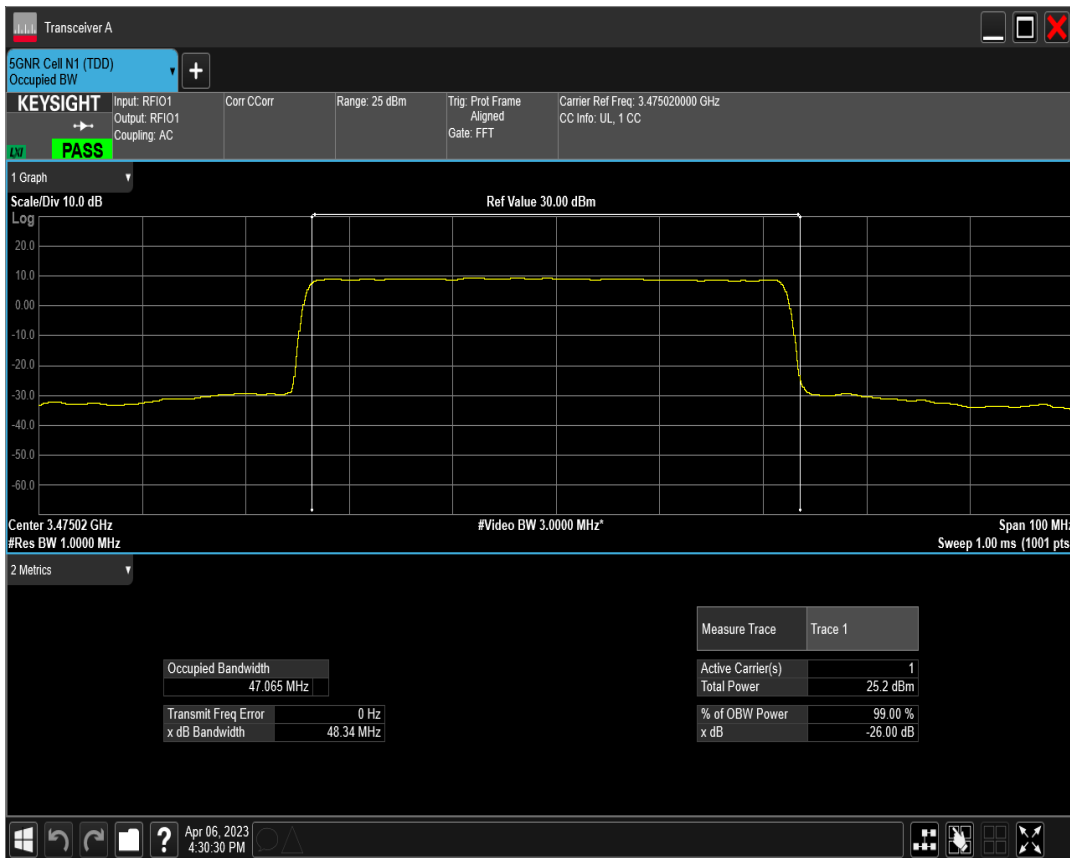 Transceiver A
5GNR Cell N1 (TDD)
Occupied BW
+
KEYSIGHT
LXI
PASS
Input: RFIO1
Output: RFIO1
Coupling: AC
Corr CCorr
Range: 25 dBm
Trig: Prot Frame
Aligned
Gate: FFT
Carrier Ref Freq: 3.475020000 GHz
CC Info: UL, 1 CC
1 Graph
Scale/Div 10.0 dB
Ref Value 30.00 dBm
Log
20.0
10.0
0.00
-10.0
-20.0
-30.0
-40.0
-50.0
-60.0
Center 3.47502 GHz
#Video BW 3.0000 MHz*
Span 100 MHz
#Res BW 1.0000 MHz
Sweep 1.00 ms (1001 pts
2 Metrics
Measure Trace Trace 1
Occupied Bandwidth
47.065 MHz
Active Carrier(s) 1
Total Power 25.2 dBm
Transmit Freq Error 0 Hz
x dB Bandwidth 48.34 MHz
% of OBW Power 99.00 %
x dB -26.00 dB
?
Apr 06, 2023
4:30:30 PM